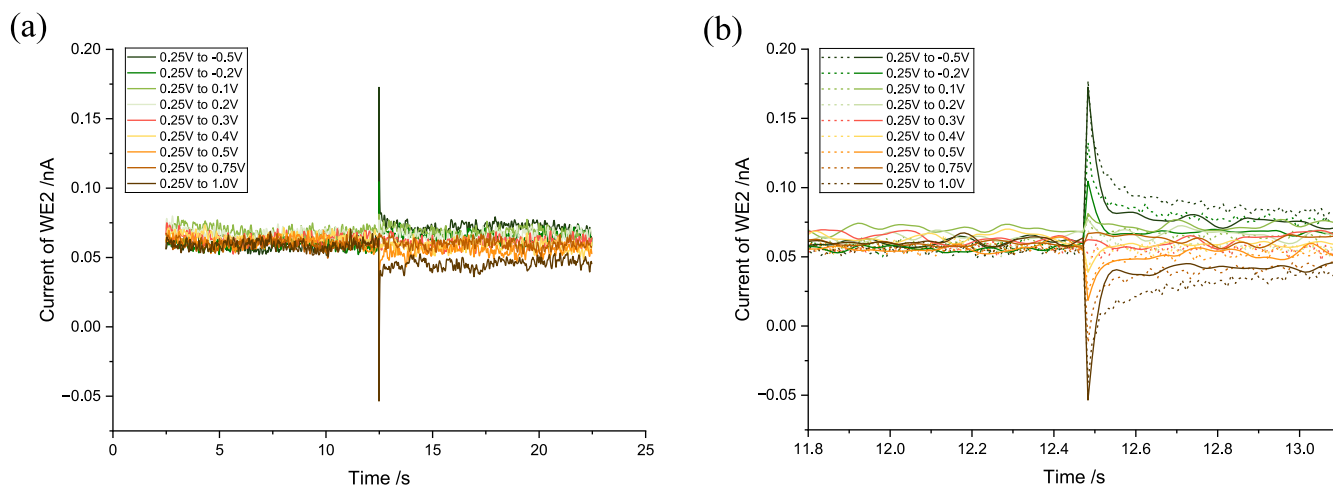 (a)
0.20
0.15
0.10
0.05
0.00
−0.05
Current of WE2 /nA
0.25V to -0.5V
0.25V to -0.2V
0.25V to 0.1V
0.25V to 0.2V
0.25V to 0.3V
0.25V to 0.4V
0.25V to 0.5V
0.25V to 0.75V
0.25V to 1.0V
0 5 10 15 20 25
Time /s
(b)
0.20
0.15
0.10
0.05
0.00
−0.05
Current of WE2 /nA
0.25V to -0.5V
0.25V to -0.2V
0.25V to 0.1V
0.25V to 0.2V
0.25V to 0.3V
0.25V to 0.4V
0.25V to 0.5V
0.25V to 0.75V
0.25V to 1.0V
11.8 12.0 12.2 12.4 12.6 12.8 13.0
Time /s